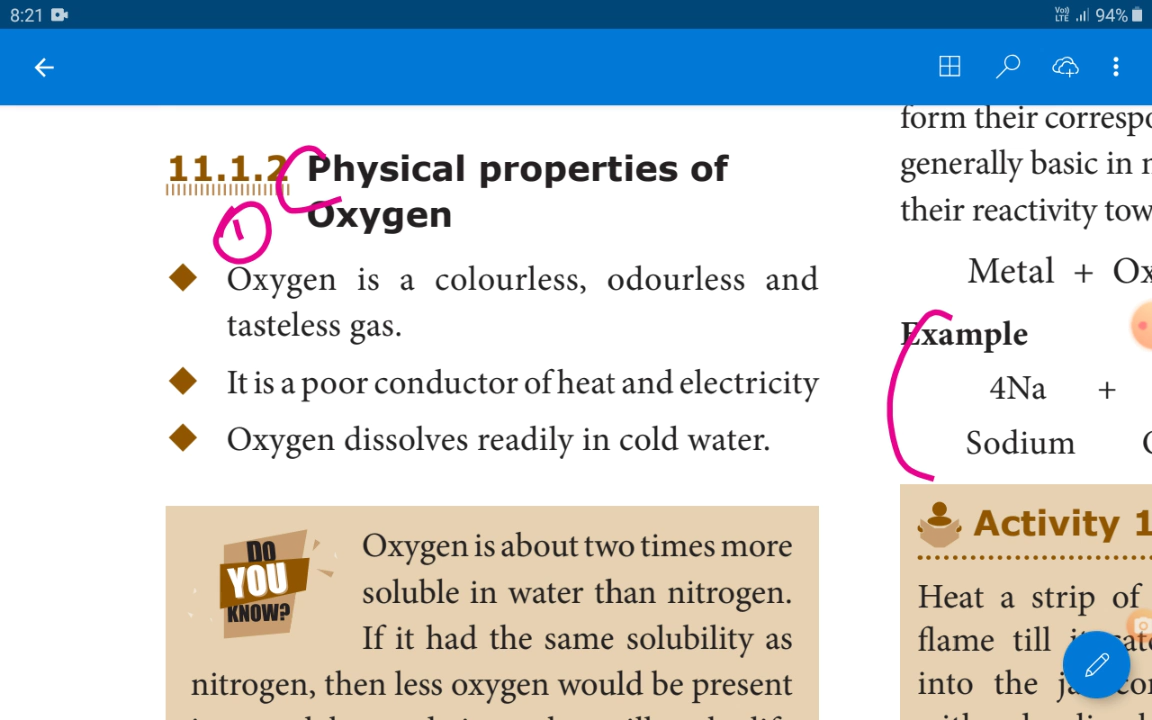 8:21
Vo)) LTE 94%
11.1.2 Physical properties of
Oxygen
1
Oxygen is a colourless, odourless and
tasteless gas.
It is a poor conductor of heat and electricity
Oxygen dissolves readily in cold water.
DO
YOU
KNOW?
Oxygen is about two times more
soluble in water than nitrogen.
If it had the same solubility as
nitrogen, then less oxygen would be present
form their correspo
generally basic in
their reactivity tow
Metal + Ox
Example
4Na +
Sodium
Activity 1
Heat a strip of
flame till
into the